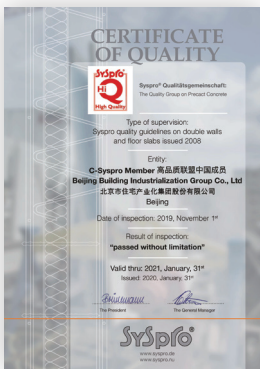 CERTIFICATE
OF QUALITY
SySpro
Hi
Q
High Quality
Syspro® Qualitätsgemeinschaft:
The Quality Group on Precast Concrete
Type of supervision:
Syspro quality guidelines on double walls
and floor slabs issued 2008
Entity:
C-Syspro Member 高品质联盟中国成员
Beijing Building Industrialization Group Co., Ltd
北京市住宅产业化集团股份有限公司
Beijing
Date of inspection: 2019, November 1st
Result of inspection:
“passed without limitation”
Valid thru: 2021, January, 31st
Issued: 2020, January, 31st
The President
The General Manager
SySpro®
www.syspro.de
www.syspro.nu